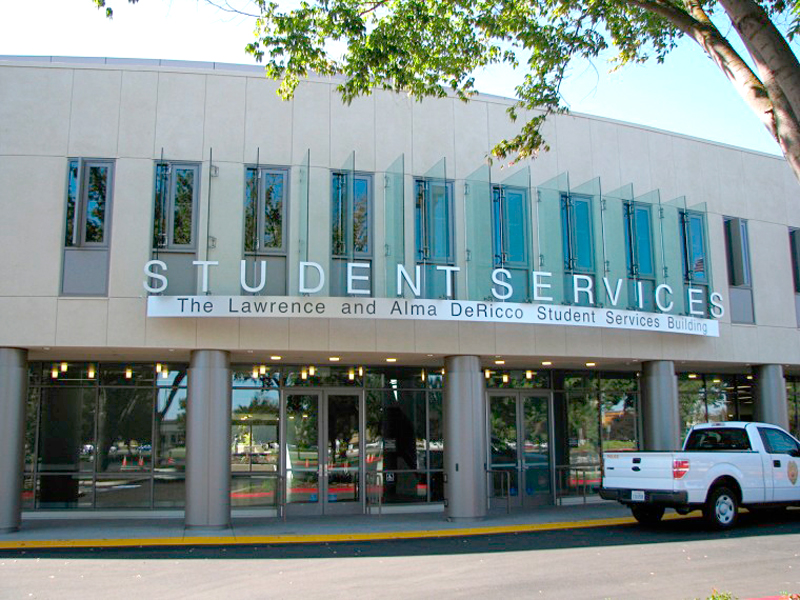 STUDENT SERVICES
The Lawrence and Alma DeRicco Student Services Building